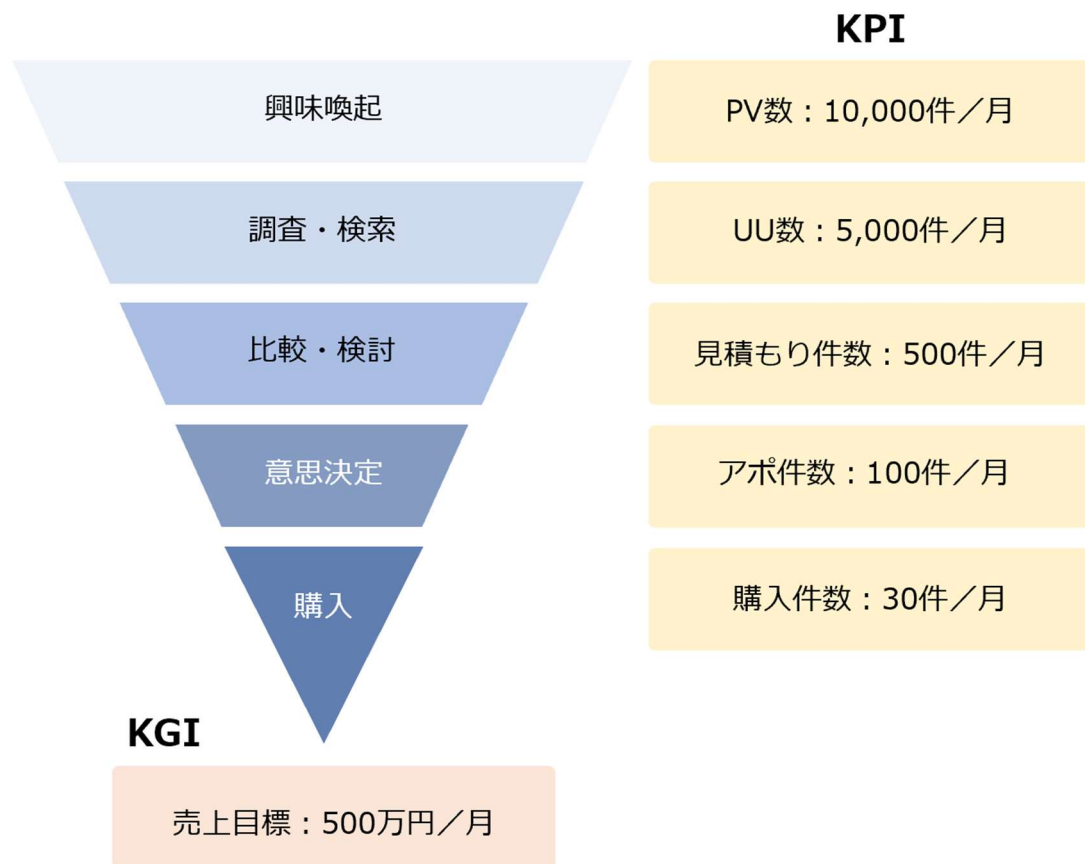 KPI
興味喚起
PV数：10,000件／月
調査・検索
UU数：5,000件／月
比較・検討
見積もり件数：500件／月
意思決定
アポ件数：100件／月
購入
購入件数：30件／月
KGI
売上目標：500万円／月